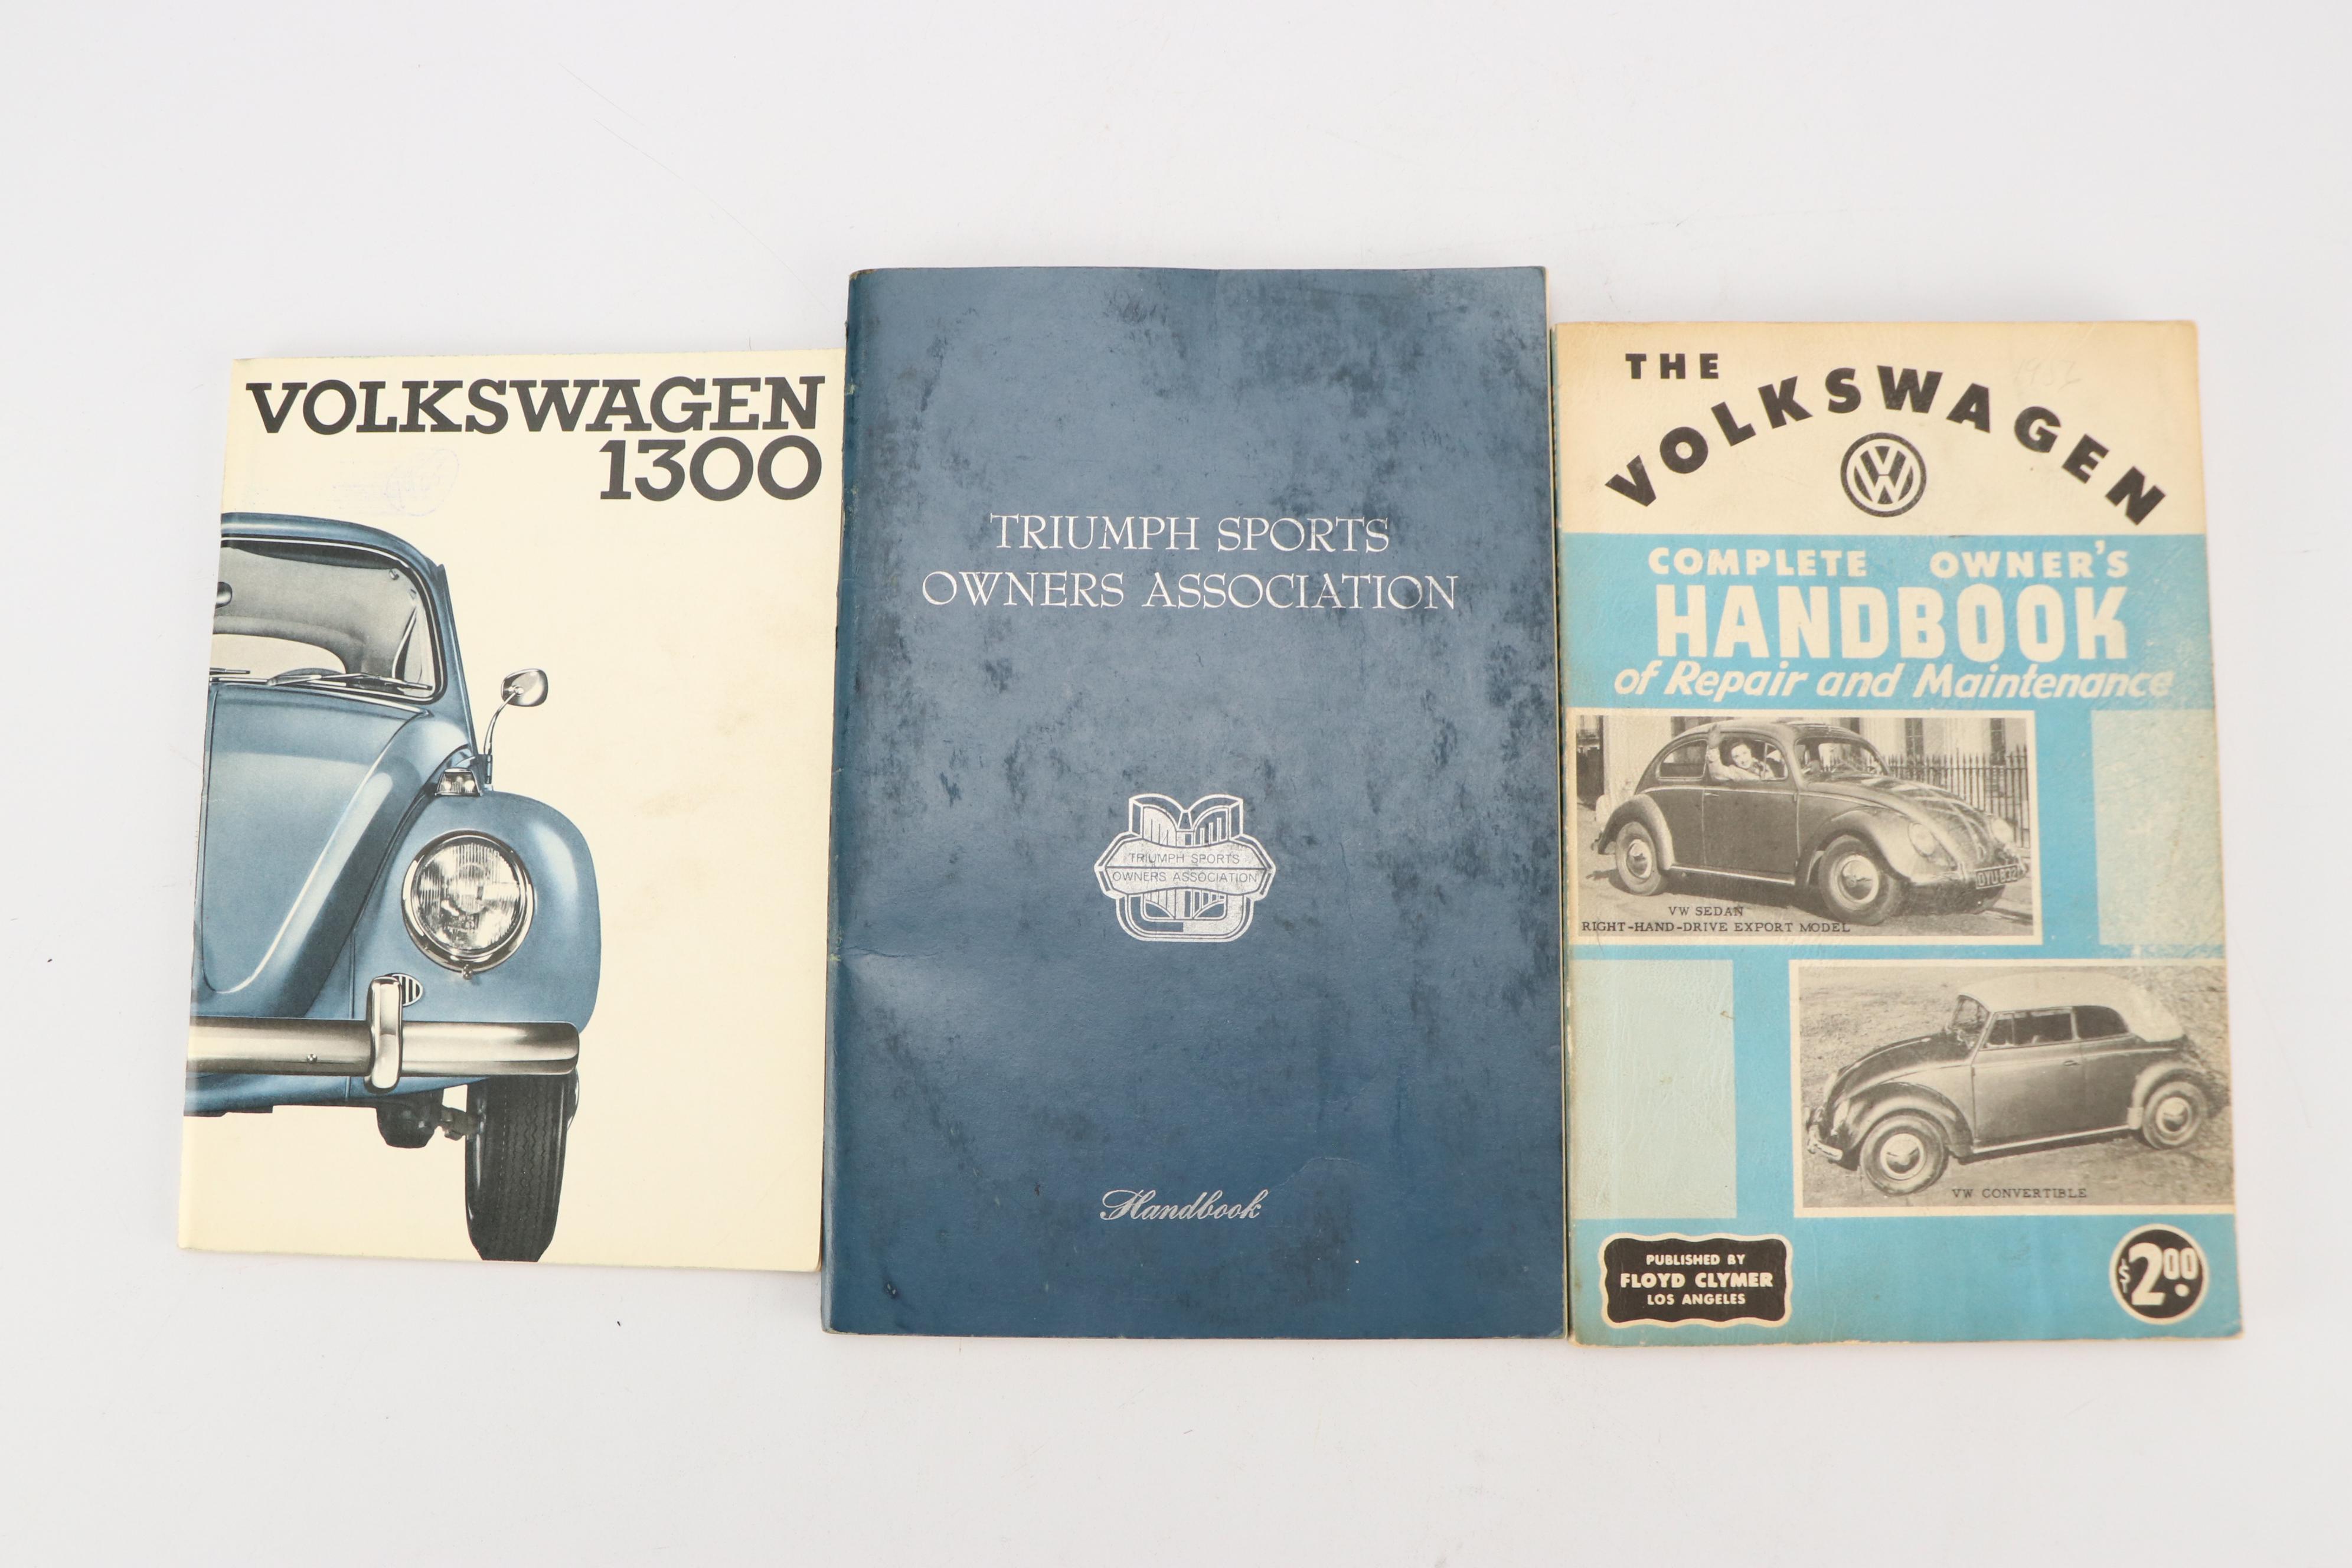 VOLKSWAGEN
1300
TRIUMPH SPORTS
OWNERS ASSOCIATION
TRIUMPH SPORTS
OWNERS ASSOCIATION
Handbook
THE
VOLKSWAGEN
VW
COMPLETE OWNER'S
HANDBOOK
of Repair and Maintenance
VW SEDAN
RIGHT-HAND-DRIVE EXPORT MODEL
VW CONVERTIBLE
PUBLISHED BY
FLOYD CLYMER
LOS ANGELES
$2.00